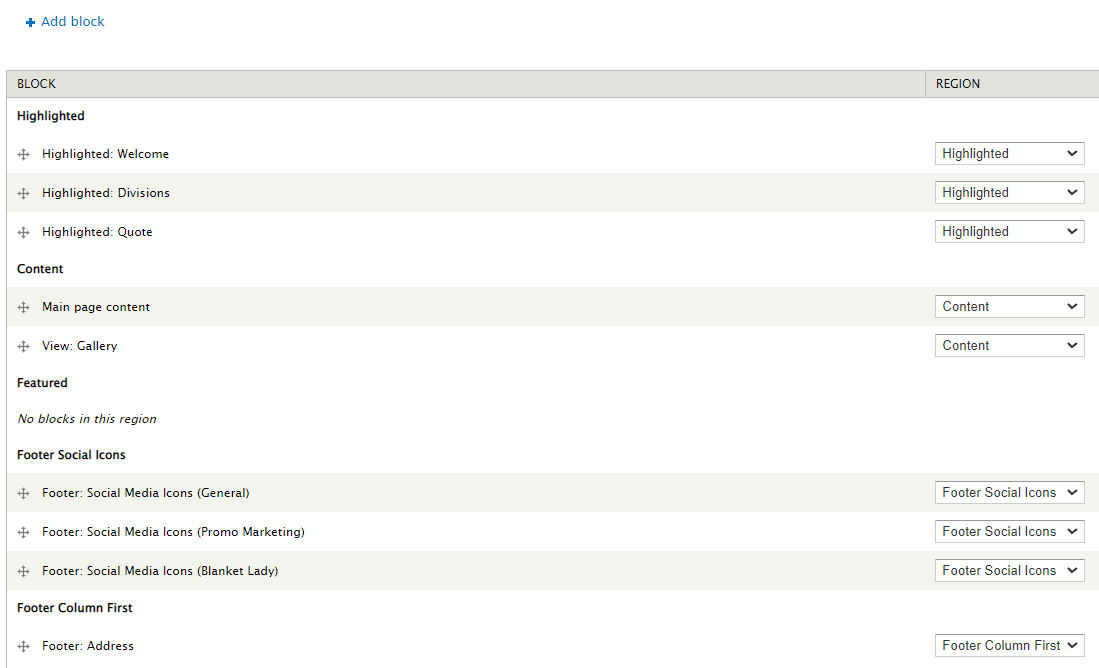 Add block
BLOCK REGION
Highlighted
Highlighted: Welcome Highlighted
Highlighted: Divisions Highlighted
Highlighted: Quote Highlighted
Content
Main page content Content
View: Gallery Content
Featured
No blocks in this region
Footer Social Icons
Footer: Social Media Icons (General) Footer Social Icons
Footer: Social Media Icons (Promo Marketing) Footer Social Icons
Footer: Social Media Icons (Blanket Lady) Footer Social Icons
Footer Column First
Footer: Address Footer Column First